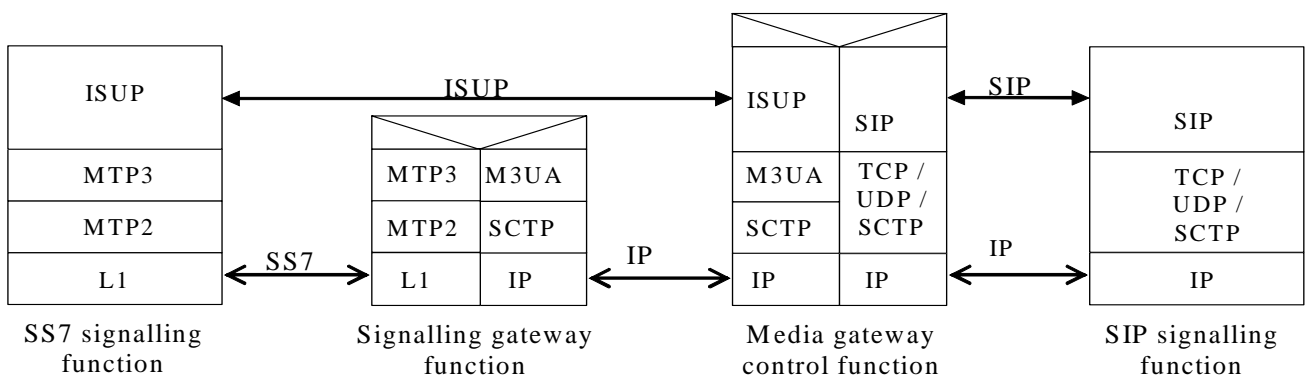 ISUP
MTP3
MTP2
L1
SS7 signalling
function
ISUP
SS7
MTP3
M3UA
MTP2
SCTP
L1
IP
Signalling gateway
function
IP
ISUP
SIP
M3UA
SCTP
TCP /
UDP /
SCTP
IP
IP
Media gateway
control function
SIP
IP
SIP
TCP /
UDP /
SCTP
IP
SIP signalling
function